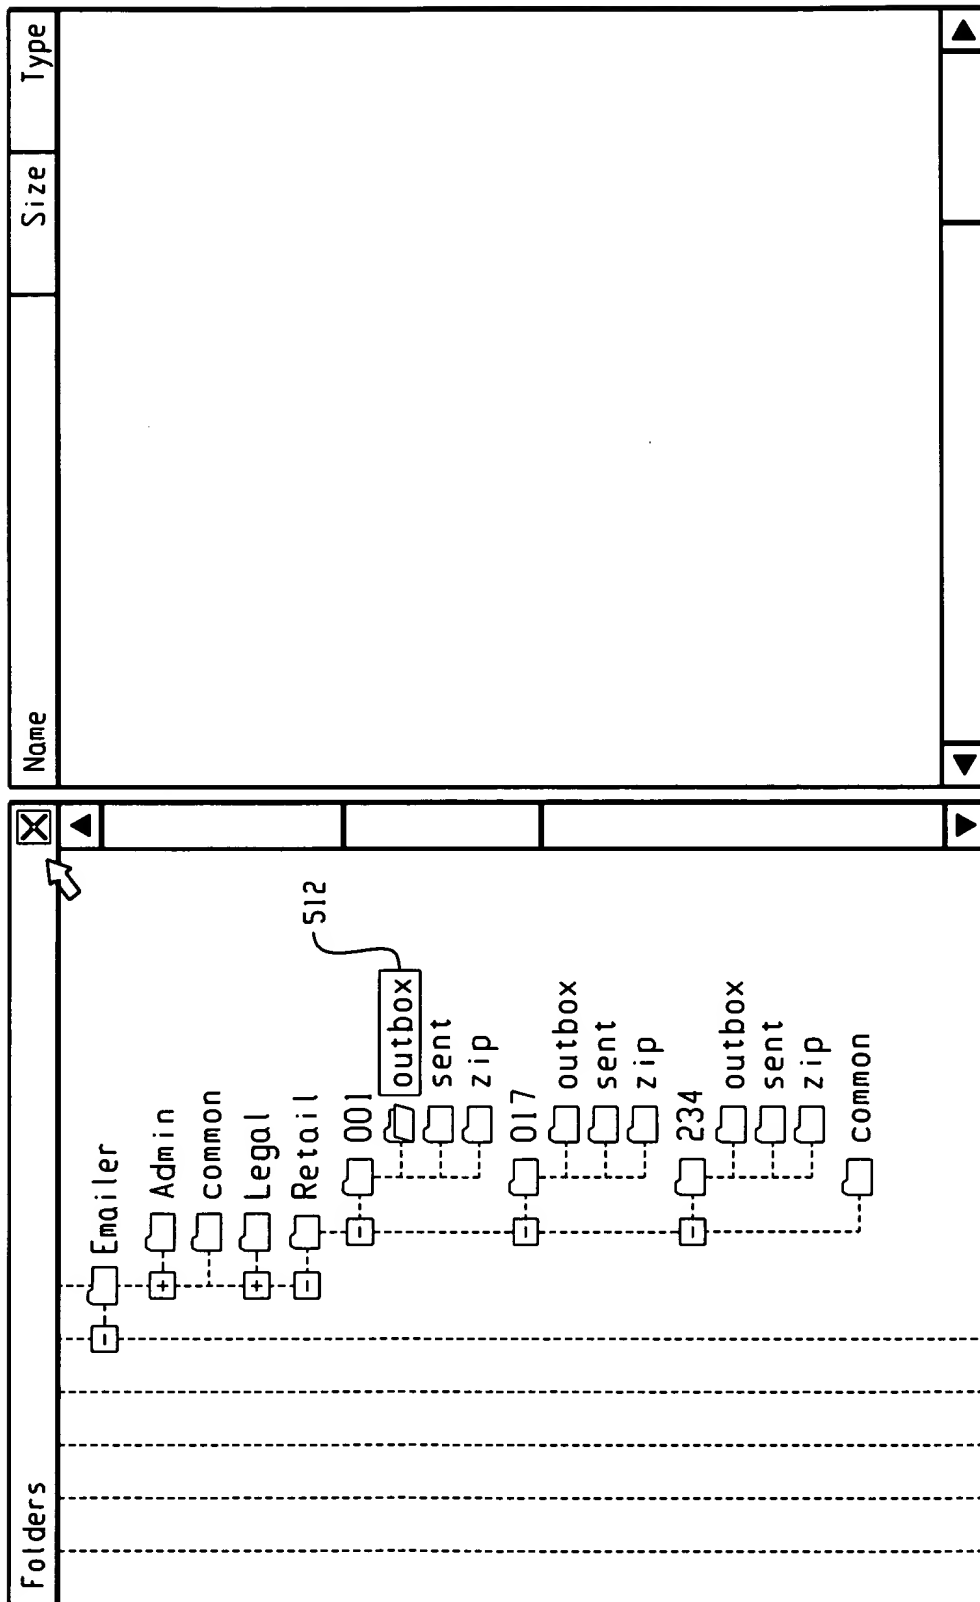 Folders
Name Size Type
Emailer
Admin
common
Legal
Retail
001
outbox
512
sent
zip
017
outbox
sent
zip
234
outbox
sent
zip
common